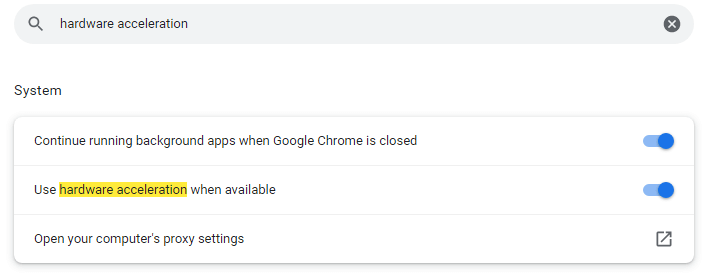 hardware acceleration
System
Continue running background apps when Google Chrome is closed
Use hardware acceleration when available
Open your computer's proxy settings